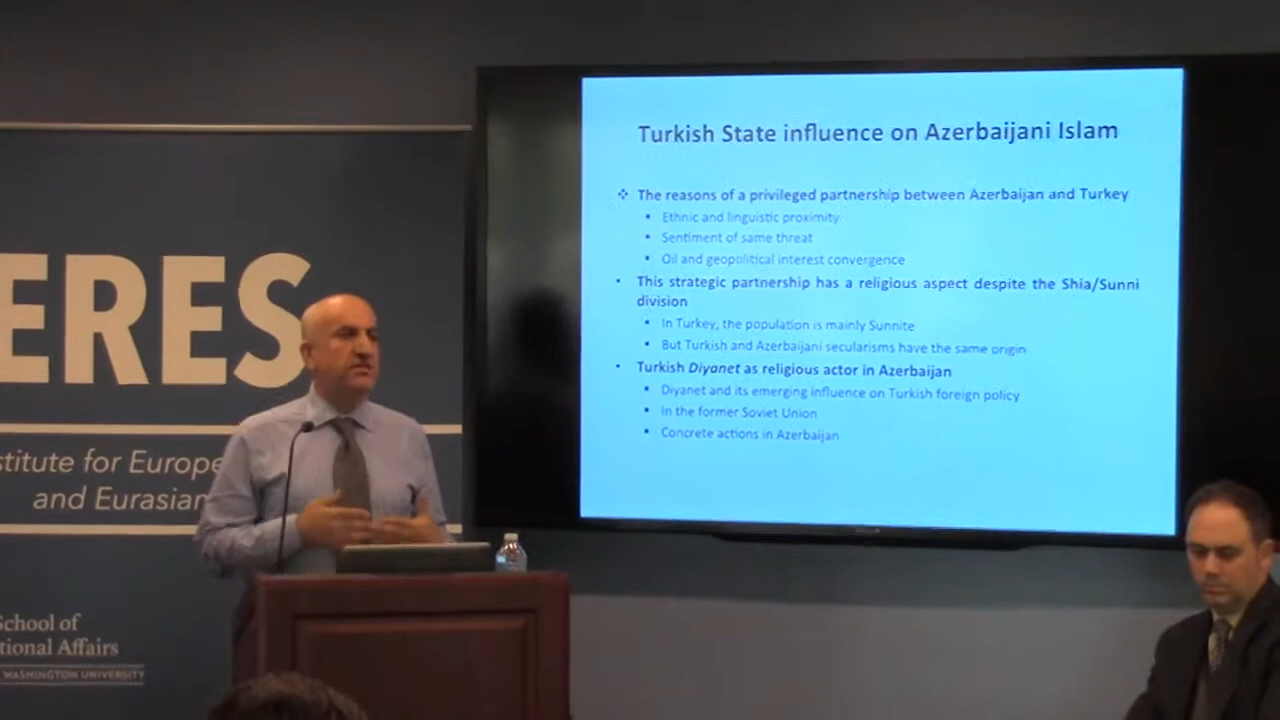 ERES
stitute for Europe
and Eurasian
School of
tional Affairs
WASHINGTON UNIVERSITY
Turkish State influence on Azerbaijani Islam
❖ The reasons of a privileged partnership between Azerbaijan and Turkey
▪ Ethnic and linguistic proximity
▪ Sentiment of same threat
▪ Oil and geopolitical interest convergence
• This strategic partnership has a religious aspect despite the Shia/Sunni
division
▪ In Turkey, the population is mainly Sunnite
▪ But Turkish and Azerbaijani secularisms have the same origin
• Turkish Diyanet as religious actor in Azerbaijan
▪ Diyanet and its emerging influence on Turkish foreign policy
▪ In the former Soviet Union
▪ Concrete actions in Azerbaijan